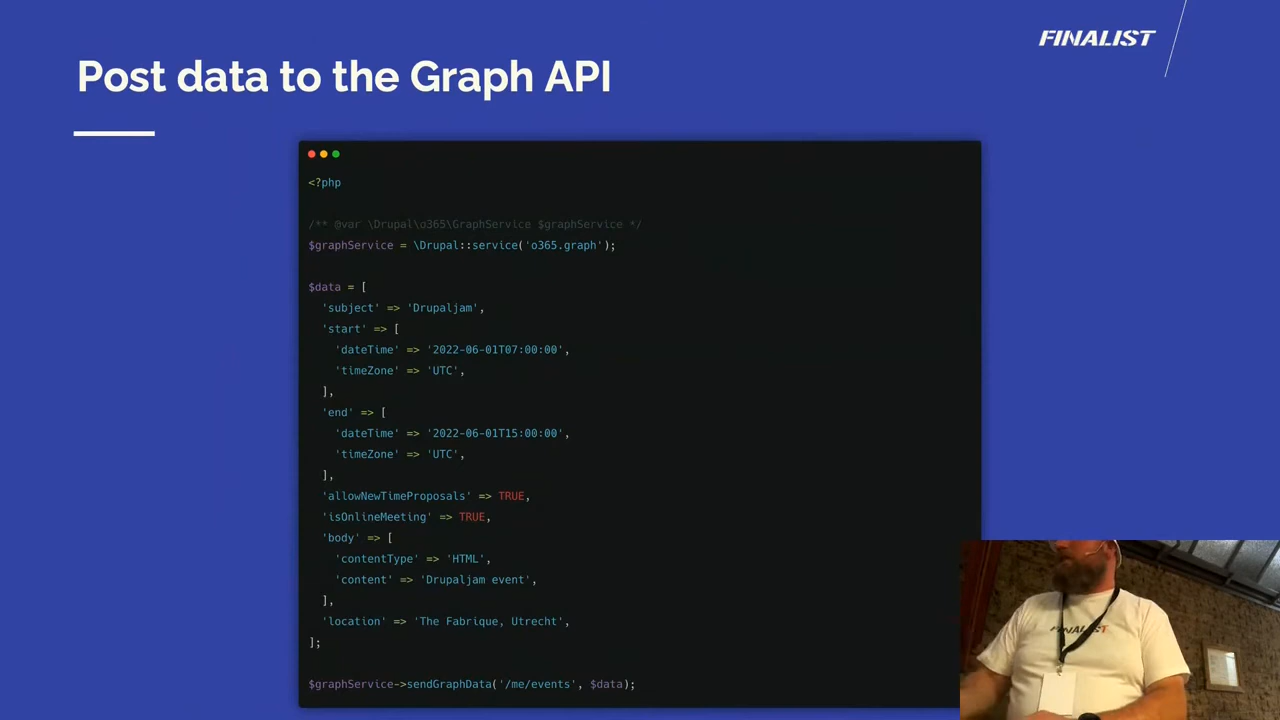 FINALIST
Post data to the Graph API
<?php
/** @var \Drupal\o365\GraphService $graphService */
$graphService = \Drupal::service('o365.graph');
$data = [
  'subject' => 'Drupaljam',
  'start' => [
    'dateTime' => '2022-06-01T07:00:00',
    'timeZone' => 'UTC',
  ],
  'end' => [
    'dateTime' => '2022-06-01T15:00:00',
    'timeZone' => 'UTC',
  ],
  'allowNewTimeProposals' => TRUE,
  'isOnlineMeeting' => TRUE,
  'body' => [
    'contentType' => 'HTML',
    'content' => 'Drupaljam event',
  ],
  'location' => 'The Fabrique, Utrecht',
];
$graphService->sendGraphData('/me/events', $data);
FINALIST